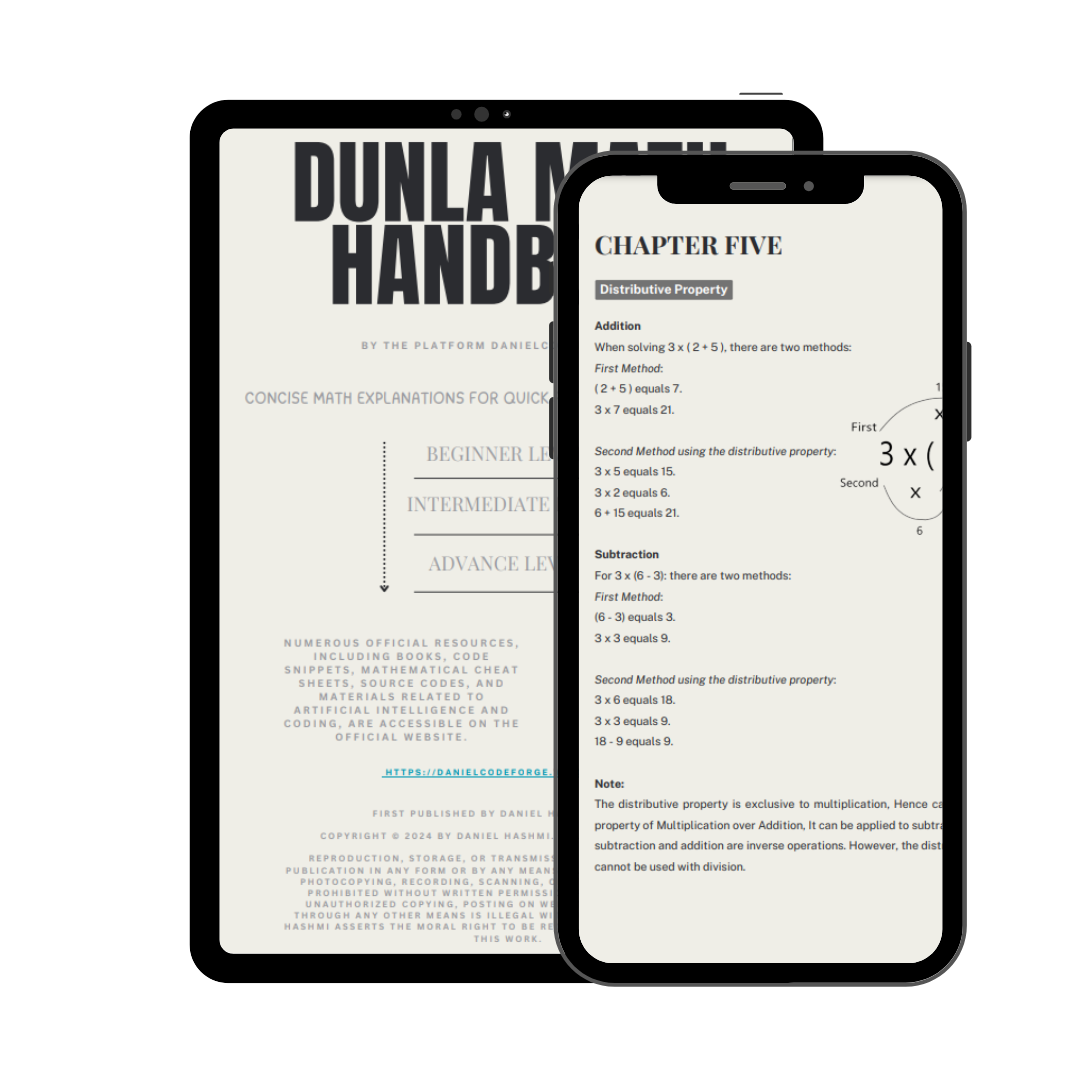 DUNLA
HANDB
BY THE PLATFORM DANIELC
CONCISE MATH EXPLANATIONS FOR QUICK
BEGINNER LE
INTERMEDIATE
ADVANCE LEV
NUMEROUS OFFICIAL RESOURCES,
INCLUDING BOOKS, CODE
SNIPPETS, MATHEMATICAL CHEAT
SHEETS, SOURCE CODES, AND
MATERIALS RELATED TO
ARTIFICIAL INTELLIGENCE AND
CODING, ARE ACCESSIBLE ON THE
OFFICIAL WEBSITE.
HTTPS://DANIELCODEFORGE.
FIRST PUBLISHED BY DANIEL H
COPYRIGHT © 2024 BY DANIEL HASHMI.
REPRODUCTION, STORAGE, OR TRANSMISS
PUBLICATION IN ANY FORM OR BY ANY MEAN
PHOTOCOPYING, RECORDING, SCANNING, O
PROHIBITED WITHOUT WRITTEN PERMISSI
UNAUTHORIZED COPYING, POSTING ON WE
THROUGH ANY OTHER MEANS IS ILLEGAL WI
HASHMI ASSERTS THE MORAL RIGHT TO BE RE
THIS WORK.
CHAPTER FIVE
Distributive Property
Addition
When solving 3 x ( 2 + 5 ), there are two methods:
First Method:
( 2 + 5 ) equals 7.
3 x 7 equals 21.
Second Method using the distributive property:
3 x 5 equals 15.
3 x 2 equals 6.
6 + 15 equals 21.
1
x
First
3 x (
Second
x
6
Subtraction
For 3 x (6 - 3): there are two methods:
First Method:
(6 - 3) equals 3.
3 x 3 equals 9.
Second Method using the distributive property:
3 x 6 equals 18.
3 x 3 equals 9.
18 - 9 equals 9.
Note:
The distributive property is exclusive to multiplication, Hence ca
property of Multiplication over Addition, It can be applied to subtra
subtraction and addition are inverse operations. However, the dist
cannot be used with division.